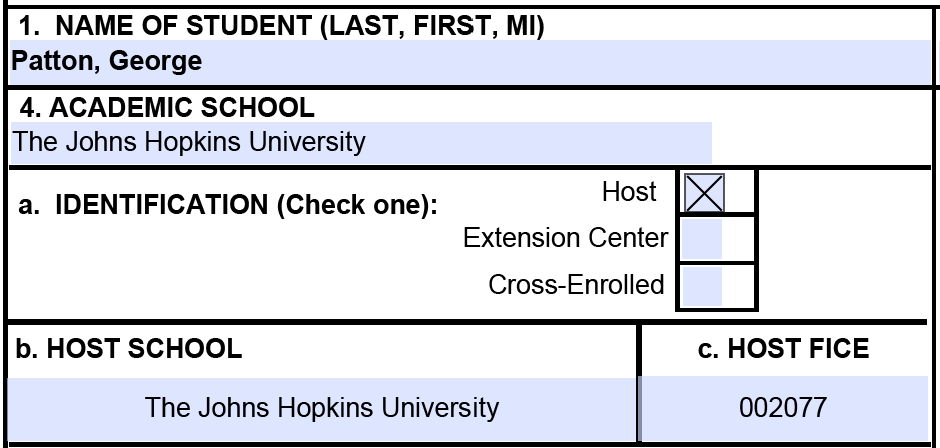 1. NAME OF STUDENT (LAST, FIRST, MI)
Patton, George
4. ACADEMIC SCHOOL
The Johns Hopkins University
a. IDENTIFICATION (Check one):
Host
Extension Center
Cross-Enrolled
b. HOST SCHOOL
c. HOST FICE
The Johns Hopkins University
002077